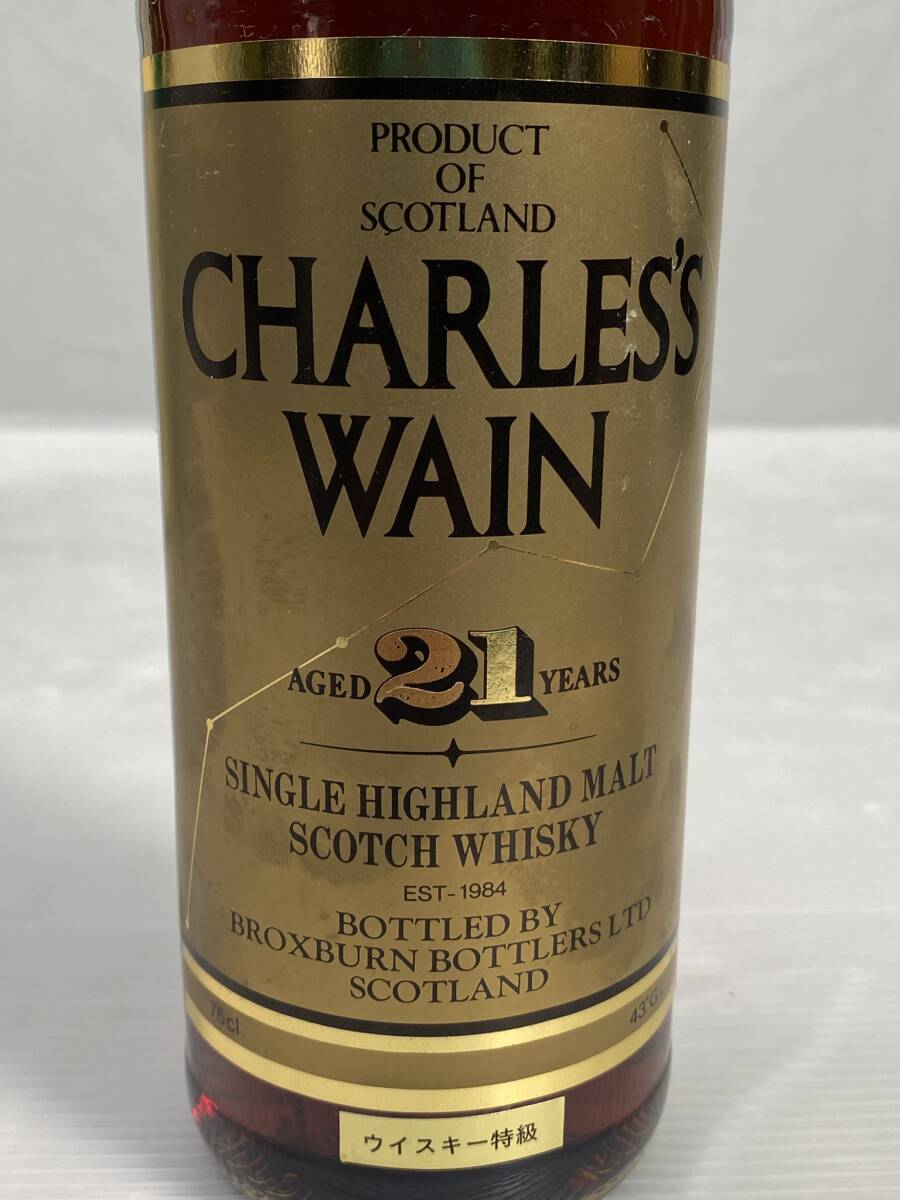 PRODUCT
OF
SCOTLAND
CHARLES'S
WAIN
AGED 21 YEARS
SINGLE HIGHLAND MALT
SCOTCH WHISKY
EST-1984
BOTTLED BY
BROXBURN BOTTLERS LTD
SCOTLAND
75cl
ウイスキー特級